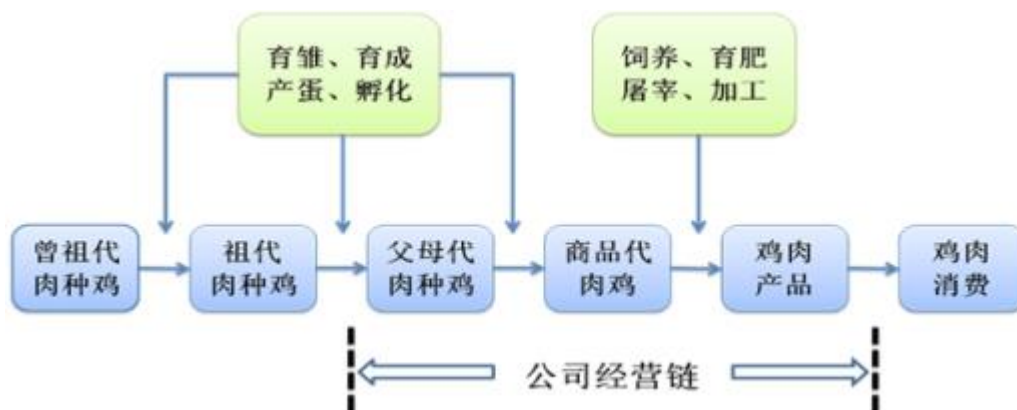 育雏、育成
产蛋、孵化
饲养、育肥
屠宰、加工
曾祖代
肉种鸡
祖代
肉种鸡
父母代
肉种鸡
商品代
肉鸡
鸡肉
产品
鸡肉
消费
公司经营链